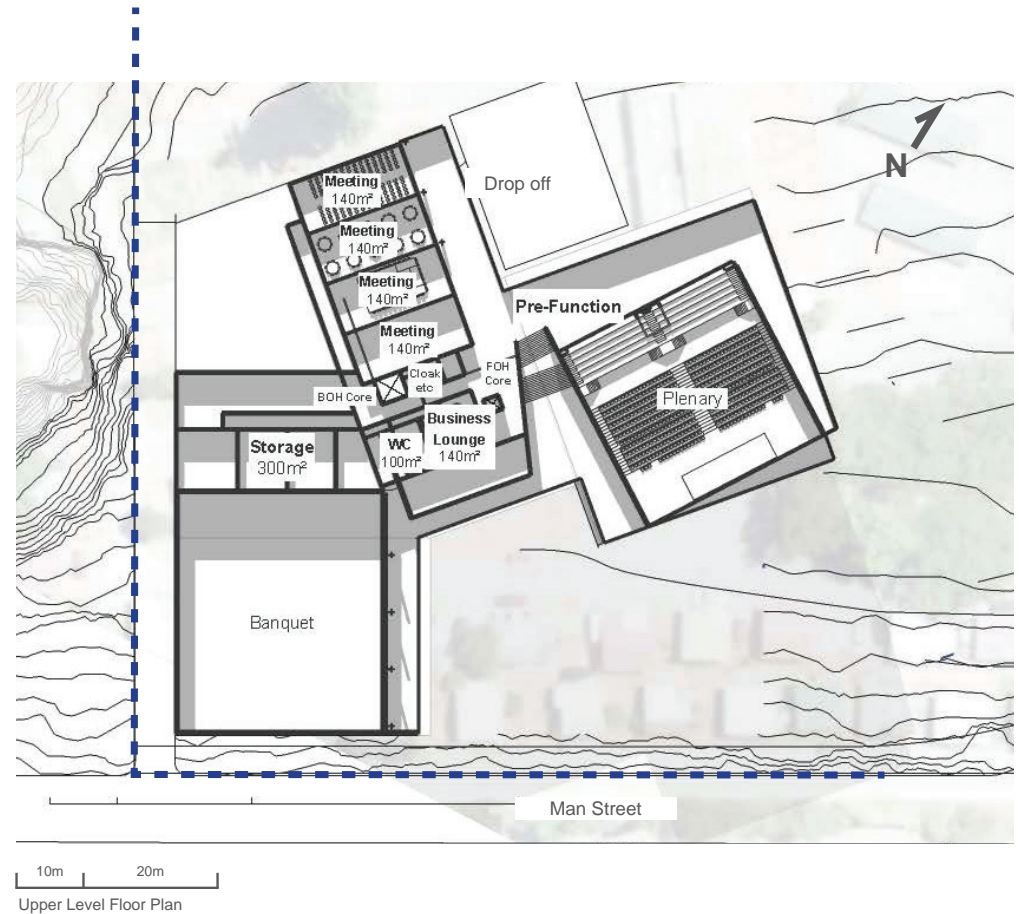 N
Drop off
Meeting
140m²
Meeting
140m²
Meeting
140m²
Meeting
140m²
Pre-Function
Cloak
etc
FOH
Core
BOH Core
Plenary
Business
Lounge
140m²
WC
100m²
Storage
300m²
Banquet
Man Street
10m
20m
Upper Level Floor Plan